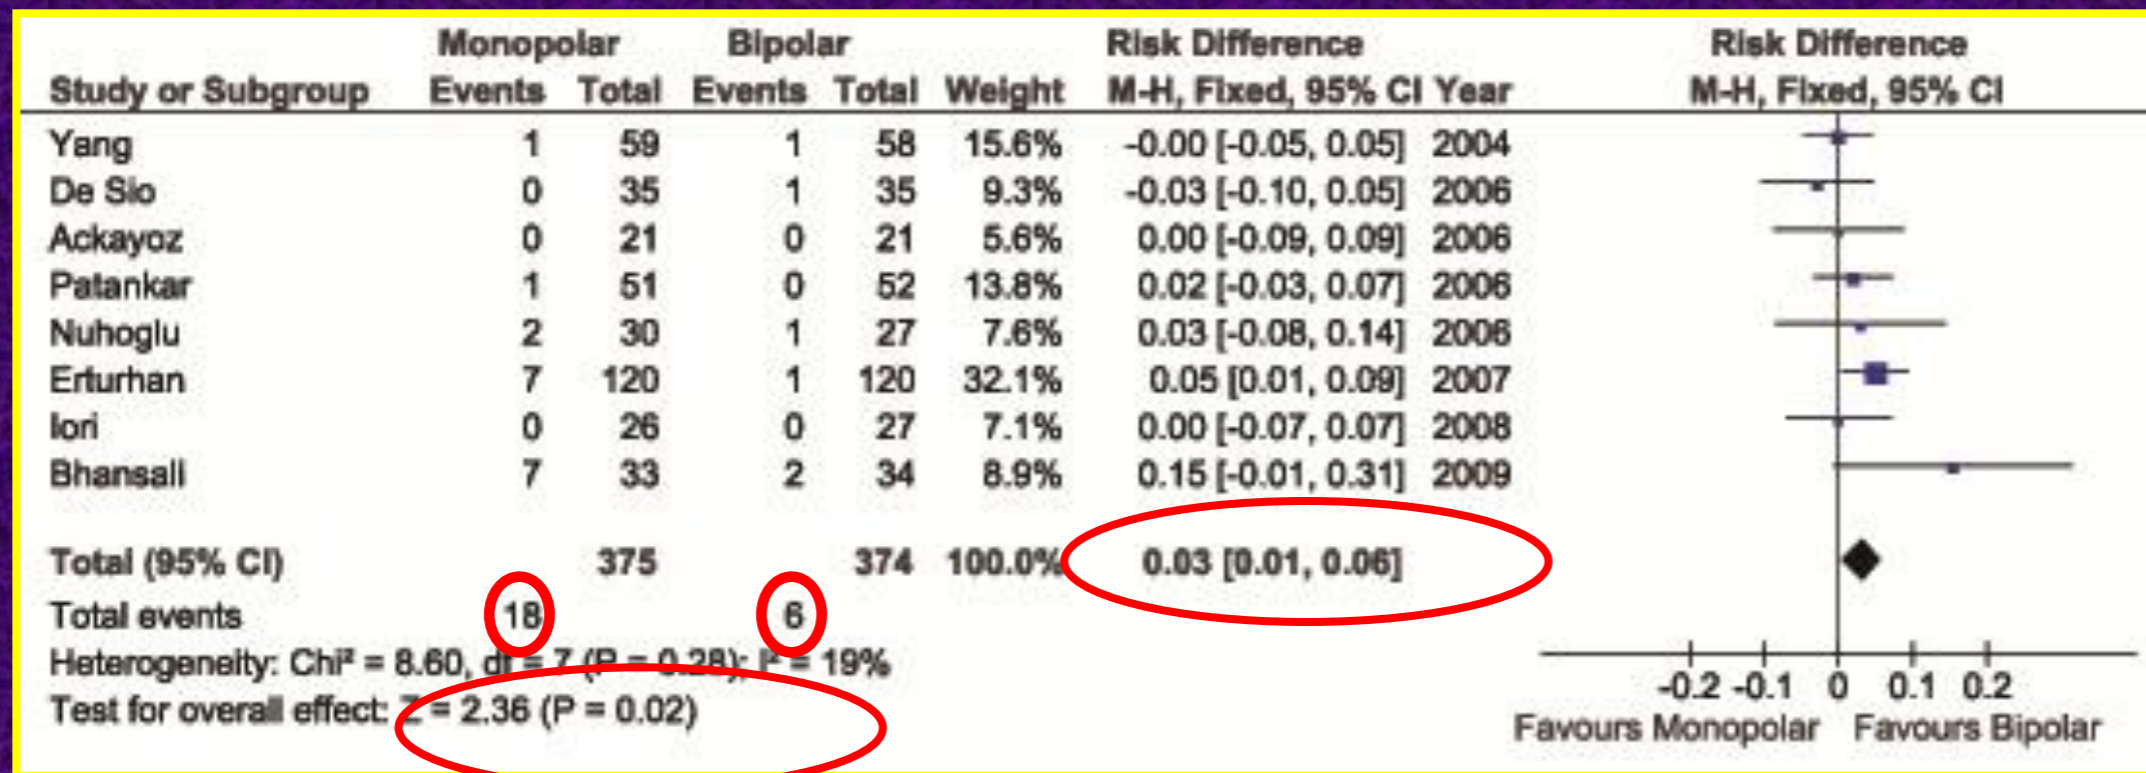 Monopolar Bipolar Risk Difference Risk Difference
Study or Subgroup Events Total Events Total Weight M-H, Fixed, 95% CI Year M-H, Fixed, 95% CI
Yang 1 59 1 58 15.6% -0.00 [-0.05, 0.05] 2004
De Sio 0 35 1 35 9.3% -0.03 [-0.10, 0.05] 2006
Ackayoz 0 21 0 21 5.6% 0.00 [-0.09, 0.09] 2006
Patankar 1 51 0 52 13.8% 0.02 [-0.03, 0.07] 2006
Nuhoglu 2 30 1 27 7.6% 0.03 [-0.08, 0.14] 2006
Erturhan 7 120 1 120 32.1% 0.05 [0.01, 0.09] 2007
Iori 0 26 0 27 7.1% 0.00 [-0.07, 0.07] 2008
Bhansali 7 33 2 34 8.9% 0.15 [-0.01, 0.31] 2009
Total (95% CI) 375 374 100.0% 0.03 [0.01, 0.06]
Total events 18 6
Heterogeneity: Chi² = 8.60, df = 7 (P = 0.28); I² = 19%
Test for overall effect: Z = 2.36 (P = 0.02)
-0.2 -0.1 0 0.1 0.2
Favours Monopolar Favours Bipolar